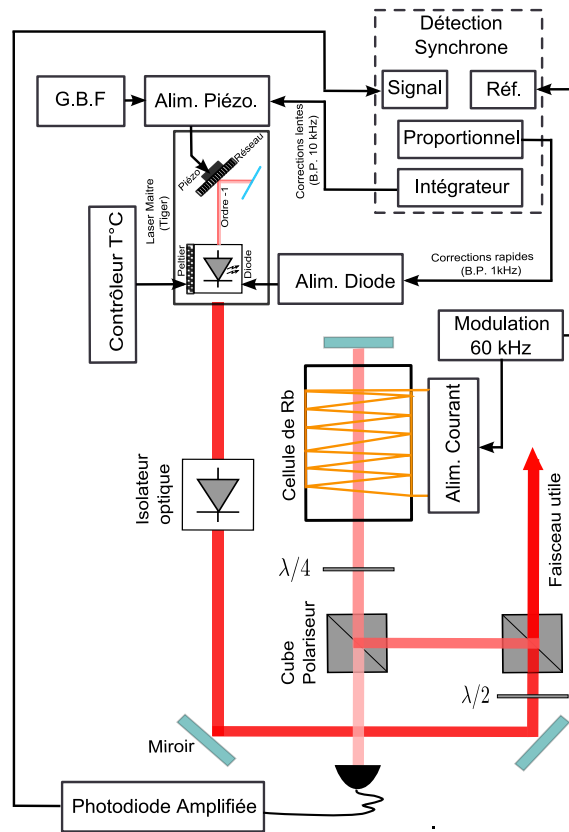 Détection
Synchrone
Signal
Réf.
G.B.F
Alim. Piézo.
Proportionnel
Intégrateur
Corrections lentes
(B.P. 10 kHz)
Piézo
Réseau
Ordre -1
Laser Maitre
(Tiger)
Peltier
Diode
Contrôleur T°C
Alim. Diode
Corrections rapides
(B.P. 1kHz)
Modulation
60 kHz
Cellule de Rb
Alim. Courant
Isolateur
optique
Faisceau utile
λ/4
Cube
Polariseur
λ/2
Miroir
Photodiode Amplifiée